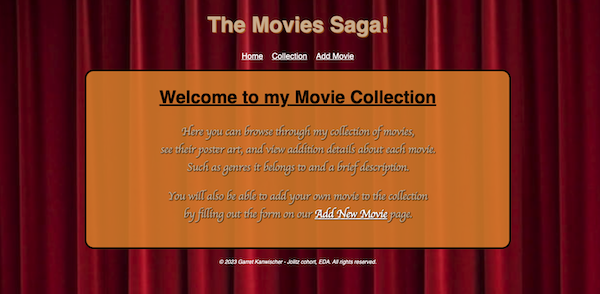 The Movies Saga!
Home Collection Add Movie
Welcome to my Movie Collection
Here you can browse through my collection of movies,
see their poster art, and view addition details about each movie.
Such as genres it belongs to and a brief description.
You will also be able to add your own movie to the collection
by filling out the form on our Add New Movie page.
© 2023 Garret Kanwischer - Jolitz cohort, EDA. All rights reserved.